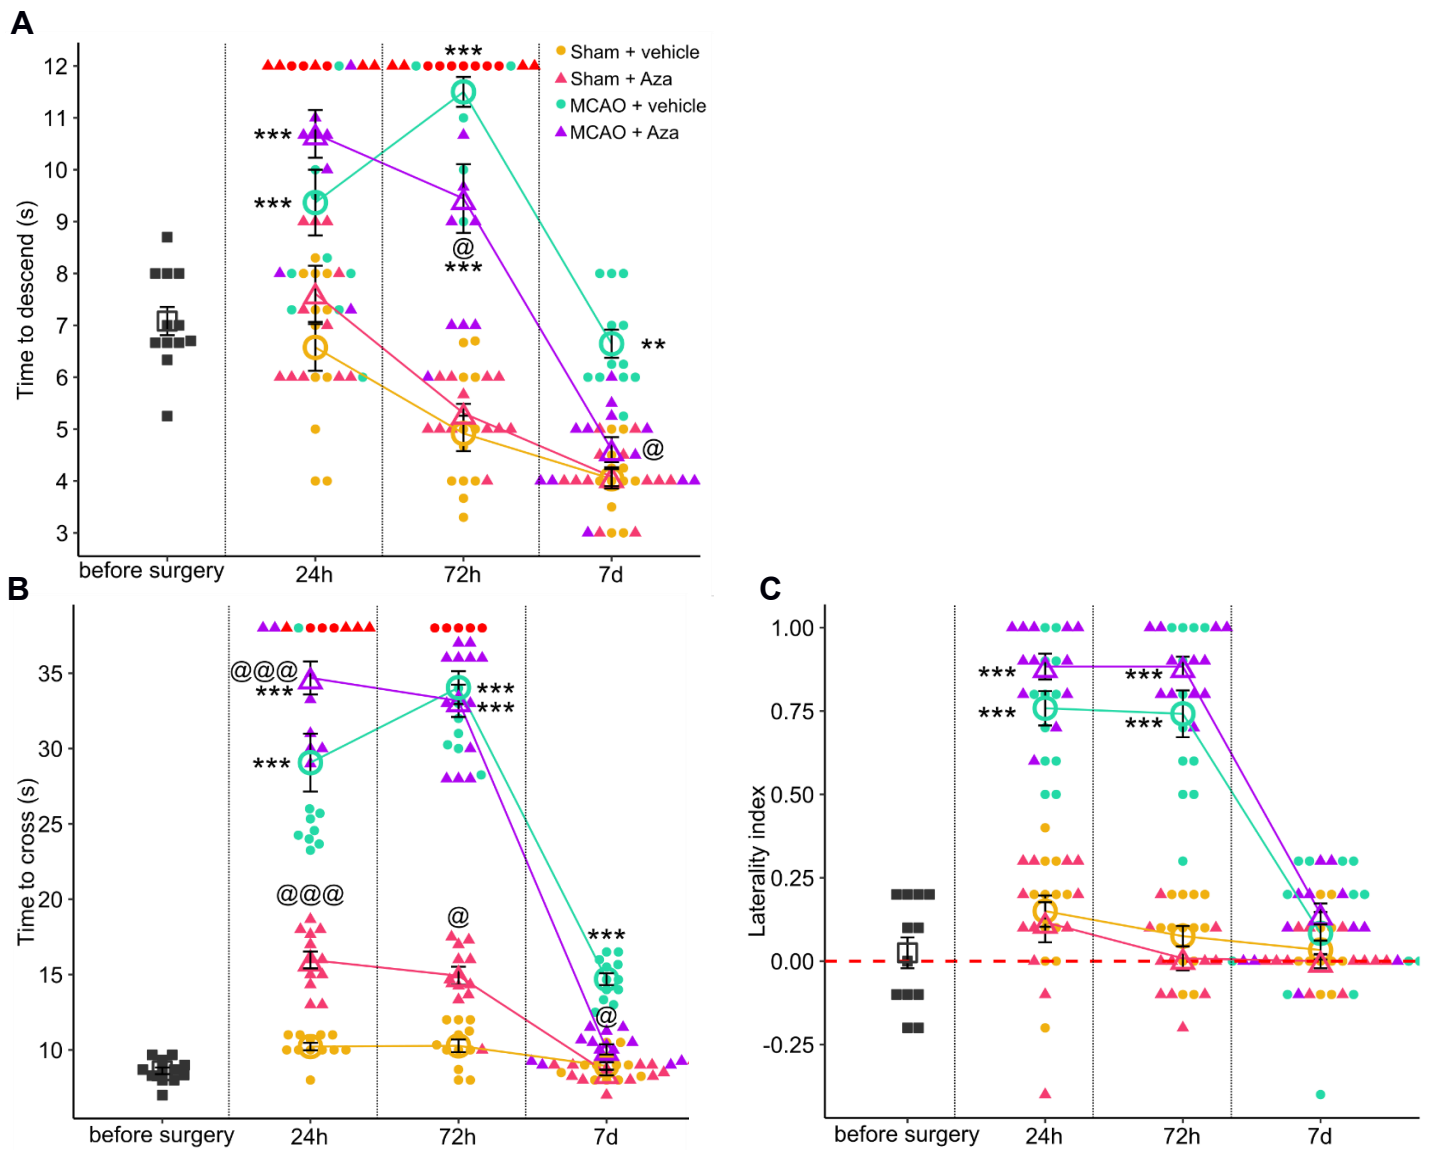 A
Time to descend (s)
12
11
10
9
8
7
6
5
4
3
***
***
***
@
***
**
@
Sham + vehicle
Sham + Aza
MCAO + vehicle
MCAO + Aza
before surgery
24h
72h
7d
B
Time to cross (s)
35
30
25
20
15
10
@@@
***
***
@@@
***
***
@
***
@
before surgery
24h
72h
7d
C
Laterality index
1.00
0.75
0.50
0.25
0.00
-0.25
***
***
***
***
before surgery
24h
72h
7d